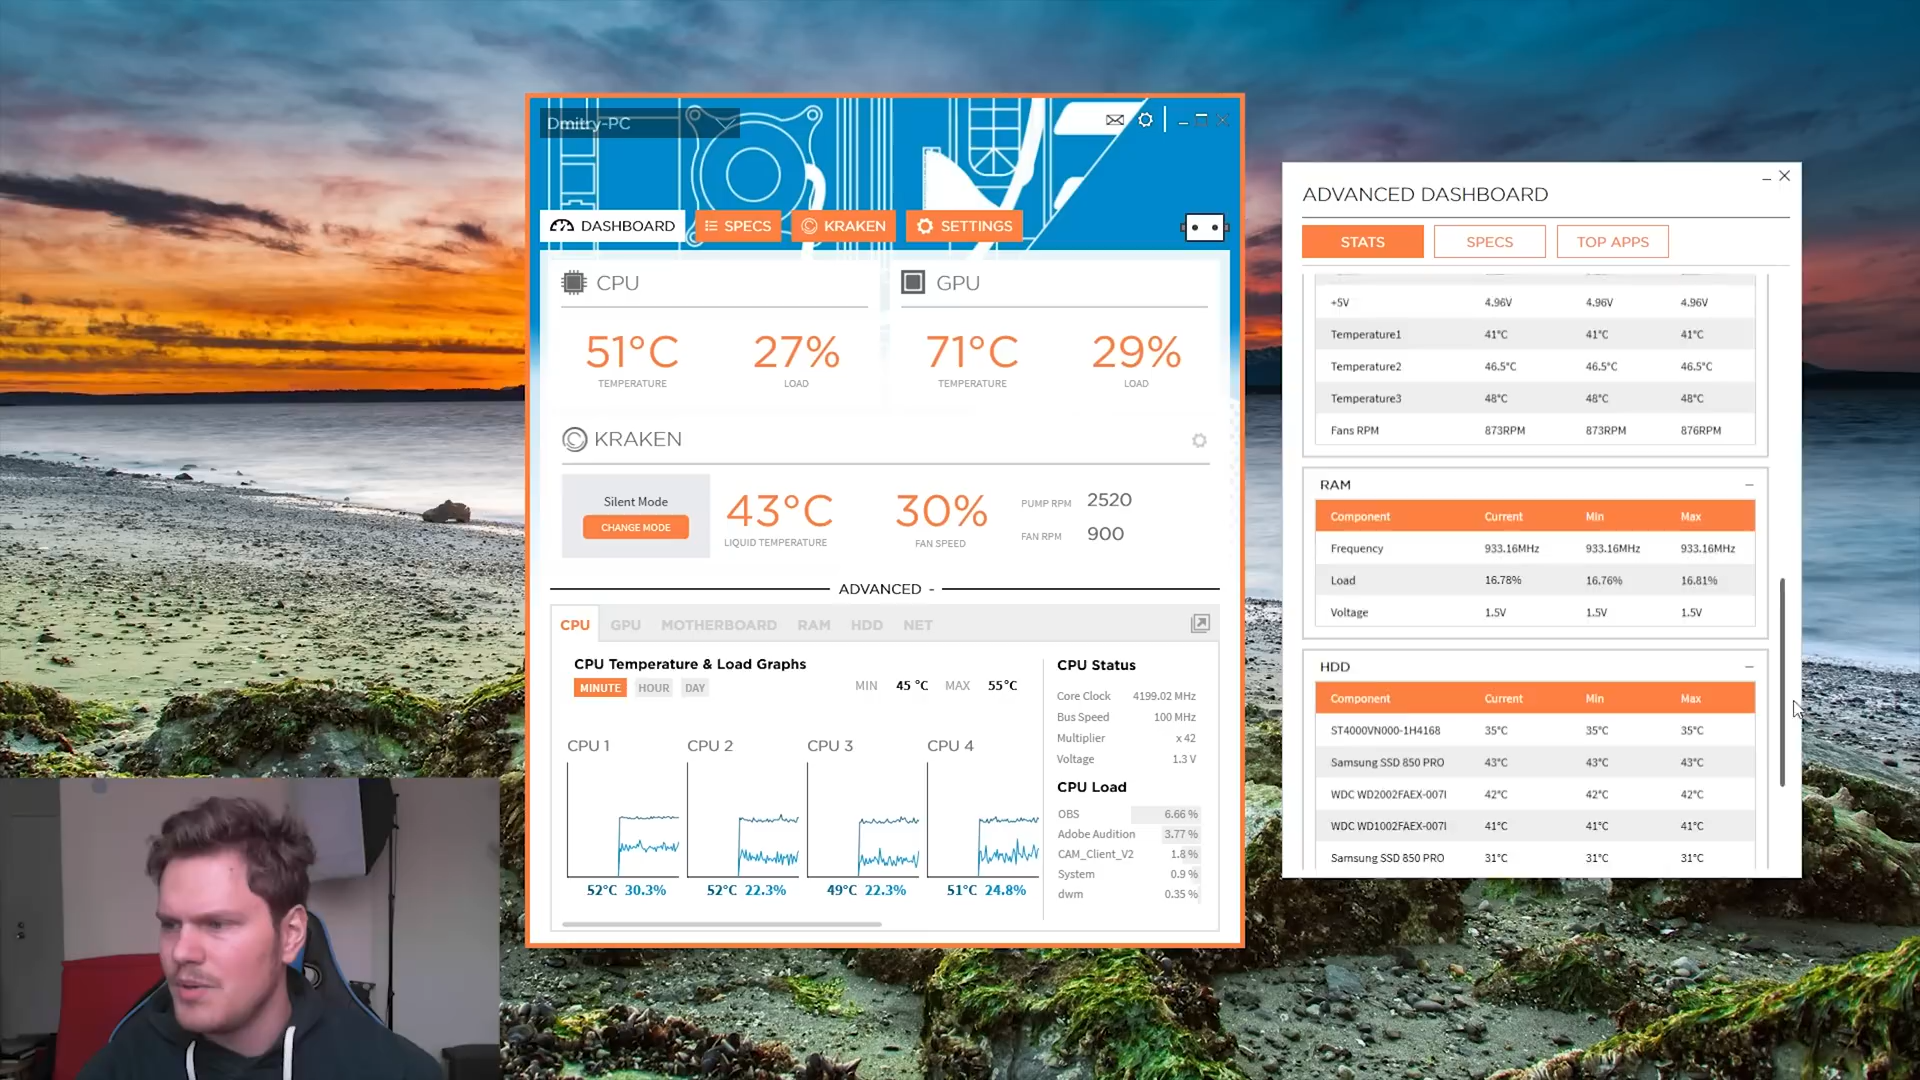 Dmitry-PC
DASHBOARD
SPECS
KRAKEN
SETTINGS
CPU
GPU
51°C
27%
71°C
29%
TEMPERATURE
LOAD
TEMPERATURE
LOAD
KRAKEN
Silent Mode
CHANGE MODE
43°C
LIQUID TEMPERATURE
30%
FAN SPEED
PUMP RPM 2520
FAN RPM 900
ADVANCED -
CPU GPU MOTHERBOARD RAM HDD NET
CPU Temperature & Load Graphs
MINUTE HOUR DAY
MIN 45 °C MAX 55°C
CPU 1
CPU 2
CPU 3
CPU 4
52°C 30.3%
52°C 22.3%
49°C 22.3%
51°C 24.8%
CPU Status
Core Clock 4199.02 MHz
Bus Speed 100 MHz
Multiplier x 42
Voltage 1.3 V
CPU Load
OBS 6.66 %
Adobe Audition 3.77 %
CAM_Client_V2 1.8 %
System 0.9 %
dwm 0.35 %
ADVANCED DASHBOARD
STATS
SPECS
TOP APPS
+5V 4.96V 4.96V 4.96V
Temperature1 41°C 41°C 41°C
Temperature2 46.5°C 46.5°C 46.5°C
Temperature3 48°C 48°C 48°C
Fans RPM 873RPM 873RPM 876RPM
RAM
Component Current Min Max
Frequency 933.16MHz 933.16MHz 933.16MHz
Load 16.78% 16.76% 16.81%
Voltage 1.5V 1.5V 1.5V
HDD
Component Current Min Max
ST4000VN000-1H4168 35°C 35°C 35°C
Samsung SSD 850 PRO 43°C 43°C 43°C
WDC WD2002FAEX-007I 42°C 42°C 42°C
WDC WD1002FAEX-007I 41°C 41°C 41°C
Samsung SSD 850 PRO 31°C 31°C 31°C